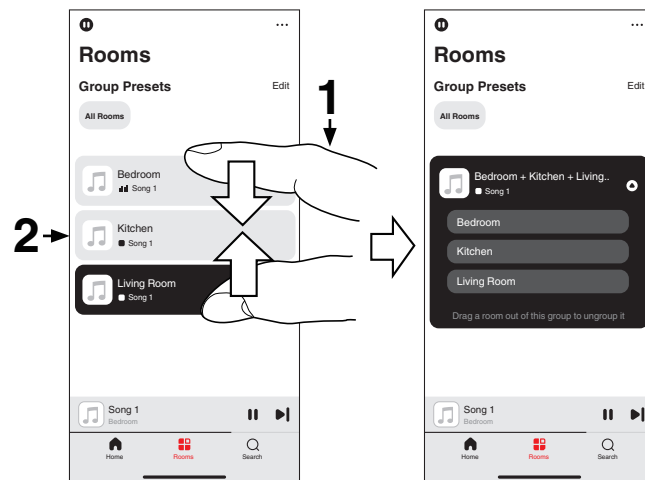 ...
Rooms
Group Presets Edit
All Rooms
1
Bedroom
Song 1
2
Kitchen
Song 1
Living Room
Song 1
Song 1
Bedroom
Home Rooms Search
...
Rooms
Group Presets Edit
All Rooms
Bedroom + Kitchen + Living..
Song 1
Bedroom
Kitchen
Living Room
Drag a room out of this group to ungroup it
Song 1
Bedroom
Home Rooms Search